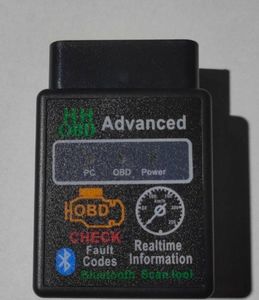 HH
OBD Advanced
PC OBD Power
OBD
CHECK
Fault
Codes
Realtime
Information
Bluetooth Scan tool